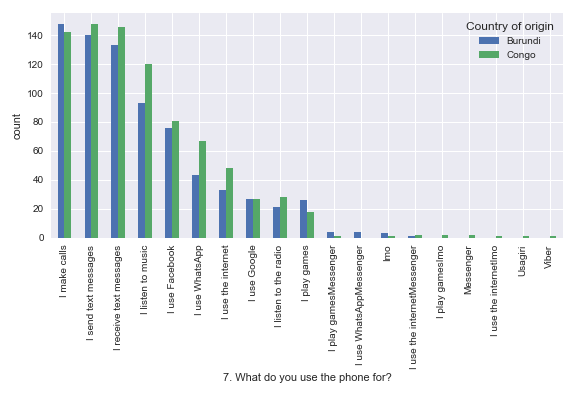 Country of origin
Burundi
Congo
count
140
120
100
80
60
40
20
0
I make calls
I send text messages
I receive text messages
I listen to music
I use Facebook
I use WhatsApp
I use the internet
I use Google
I listen to the radio
I play games
I play gamesMessenger
I use WhatsAppMessenger
Imo
I use the internetMessenger
I play gamesImo
Messenger
I use the internetImo
Usagiri
Viber
7. What do you use the phone for?